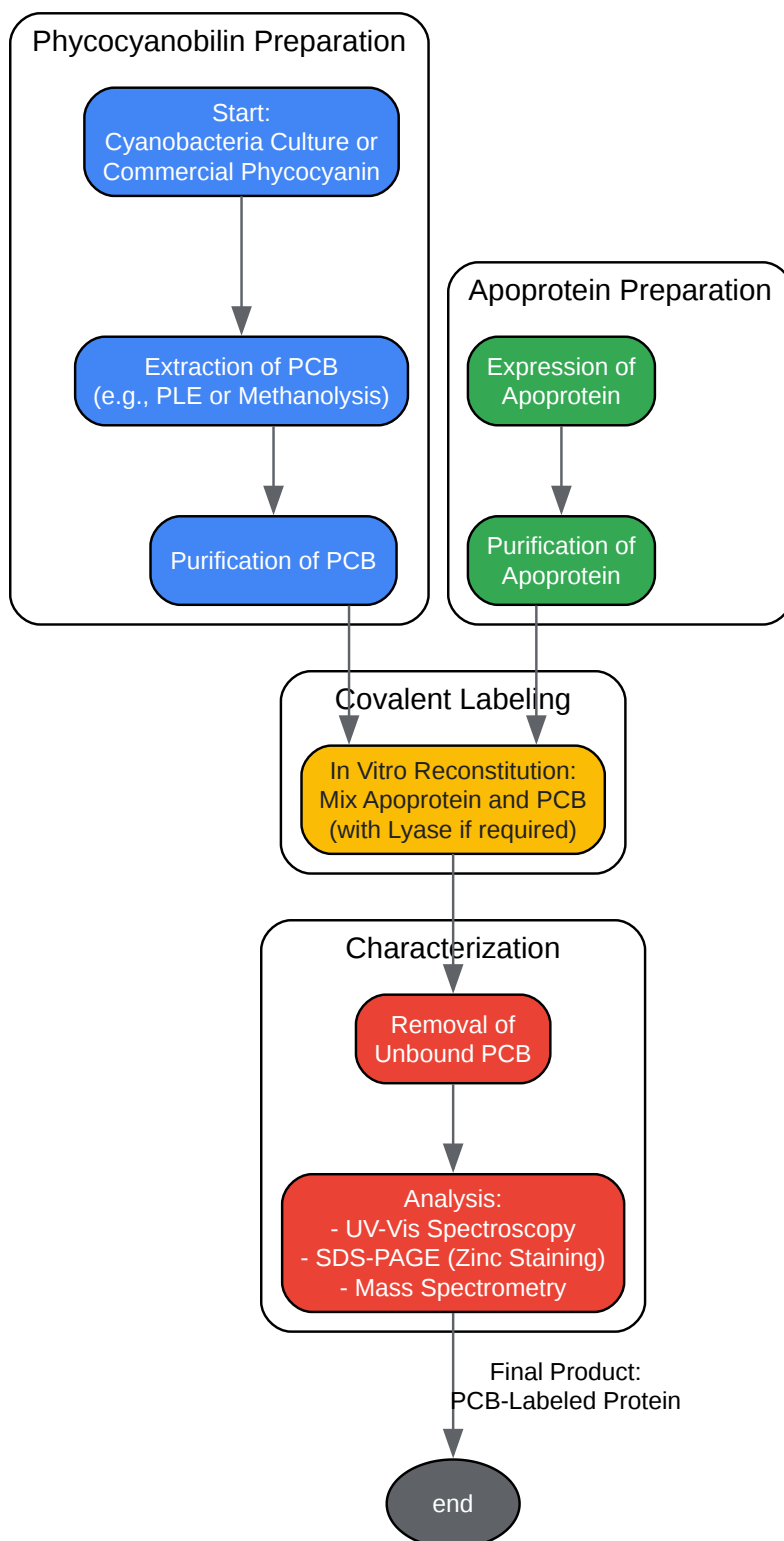 Phycocyanobilin Preparation
Start:
Cyanobacteria Culture or
Commercial Phycocyanin
Extraction of PCB
(e.g., PLE or Methanolysis)
Purification of PCB
Apoprotein Preparation
Expression of
Apoprotein
Purification of
Apoprotein
Covalent Labeling
In Vitro Reconstitution:
Mix Apoprotein and PCB
(with Lyase if required)
Characterization
Removal of
Unbound PCB
Analysis:
- UV-Vis Spectroscopy
- SDS-PAGE (Zinc Staining)
- Mass Spectrometry
Final Product:
PCB-Labeled Protein
end